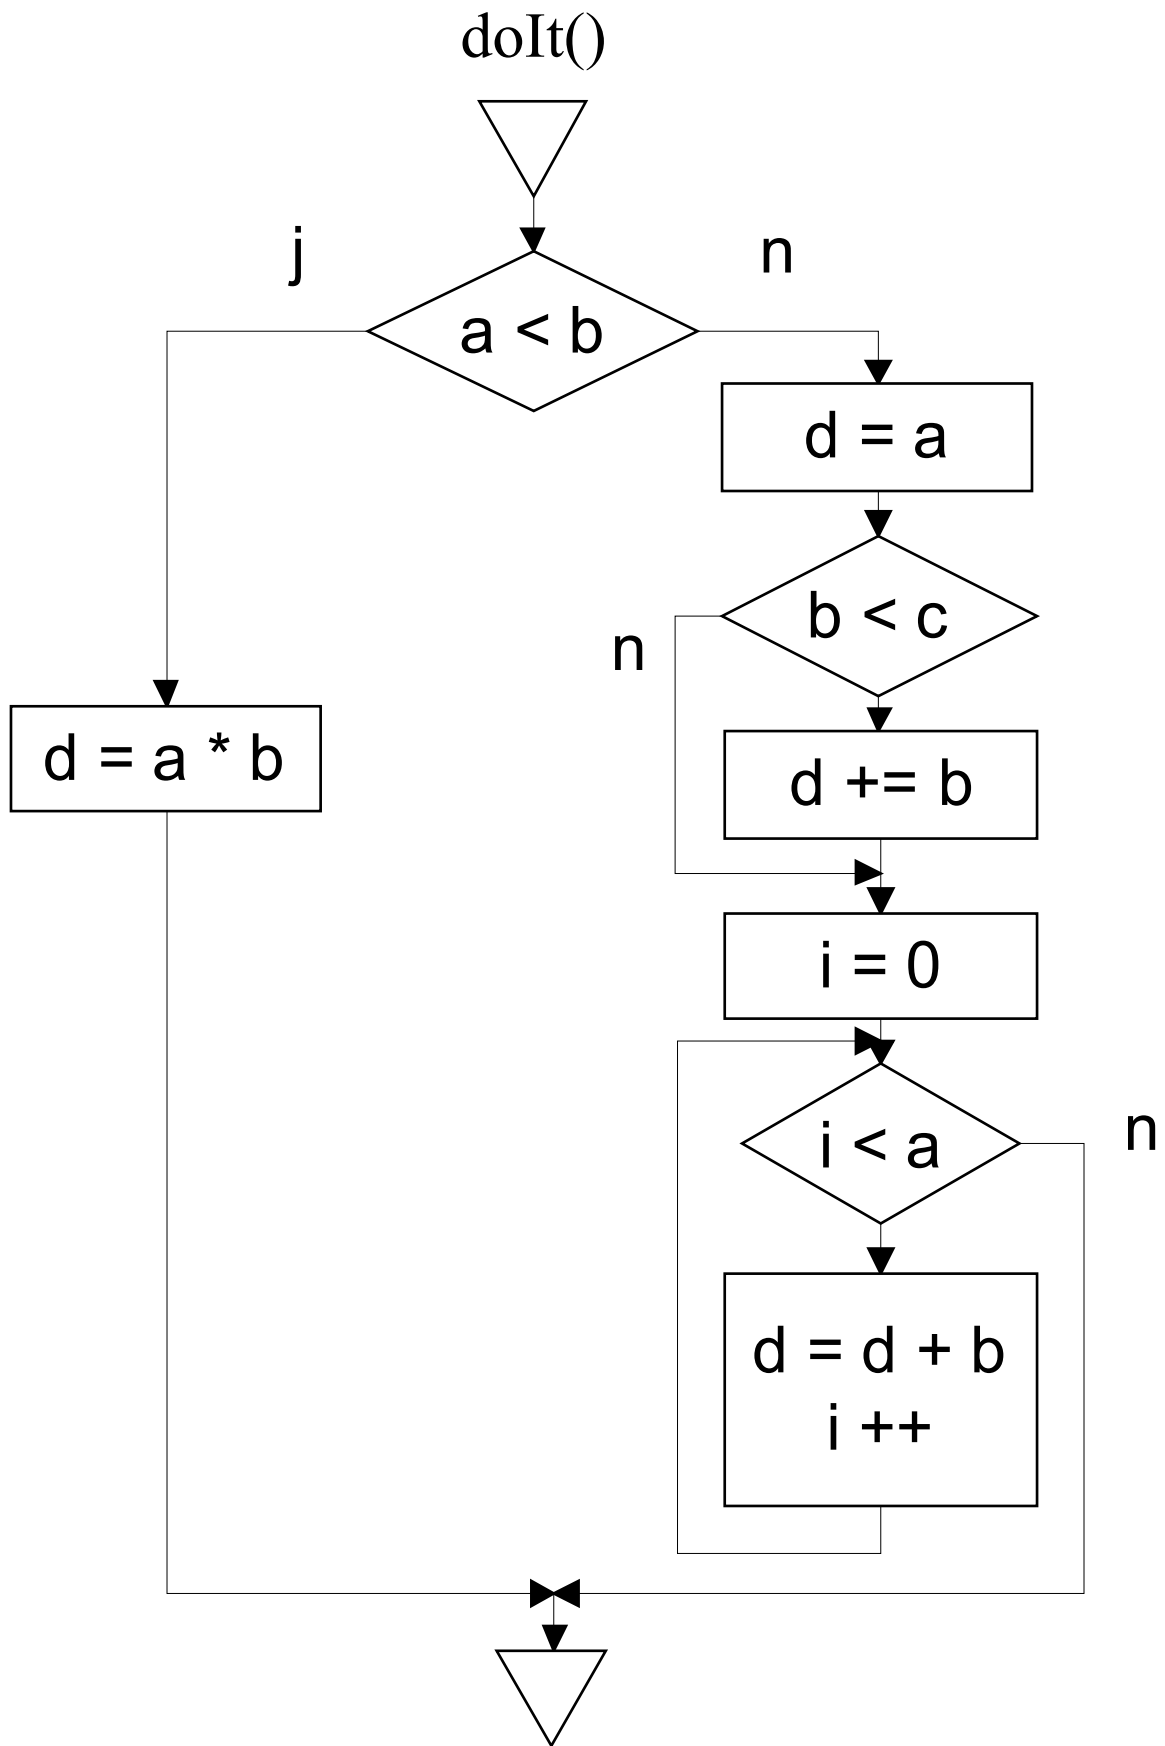 doIt()
j
n
a < b
d = a
b < c
n
d = a * b
d += b
i = 0
i < a
n
d = d + b
i ++